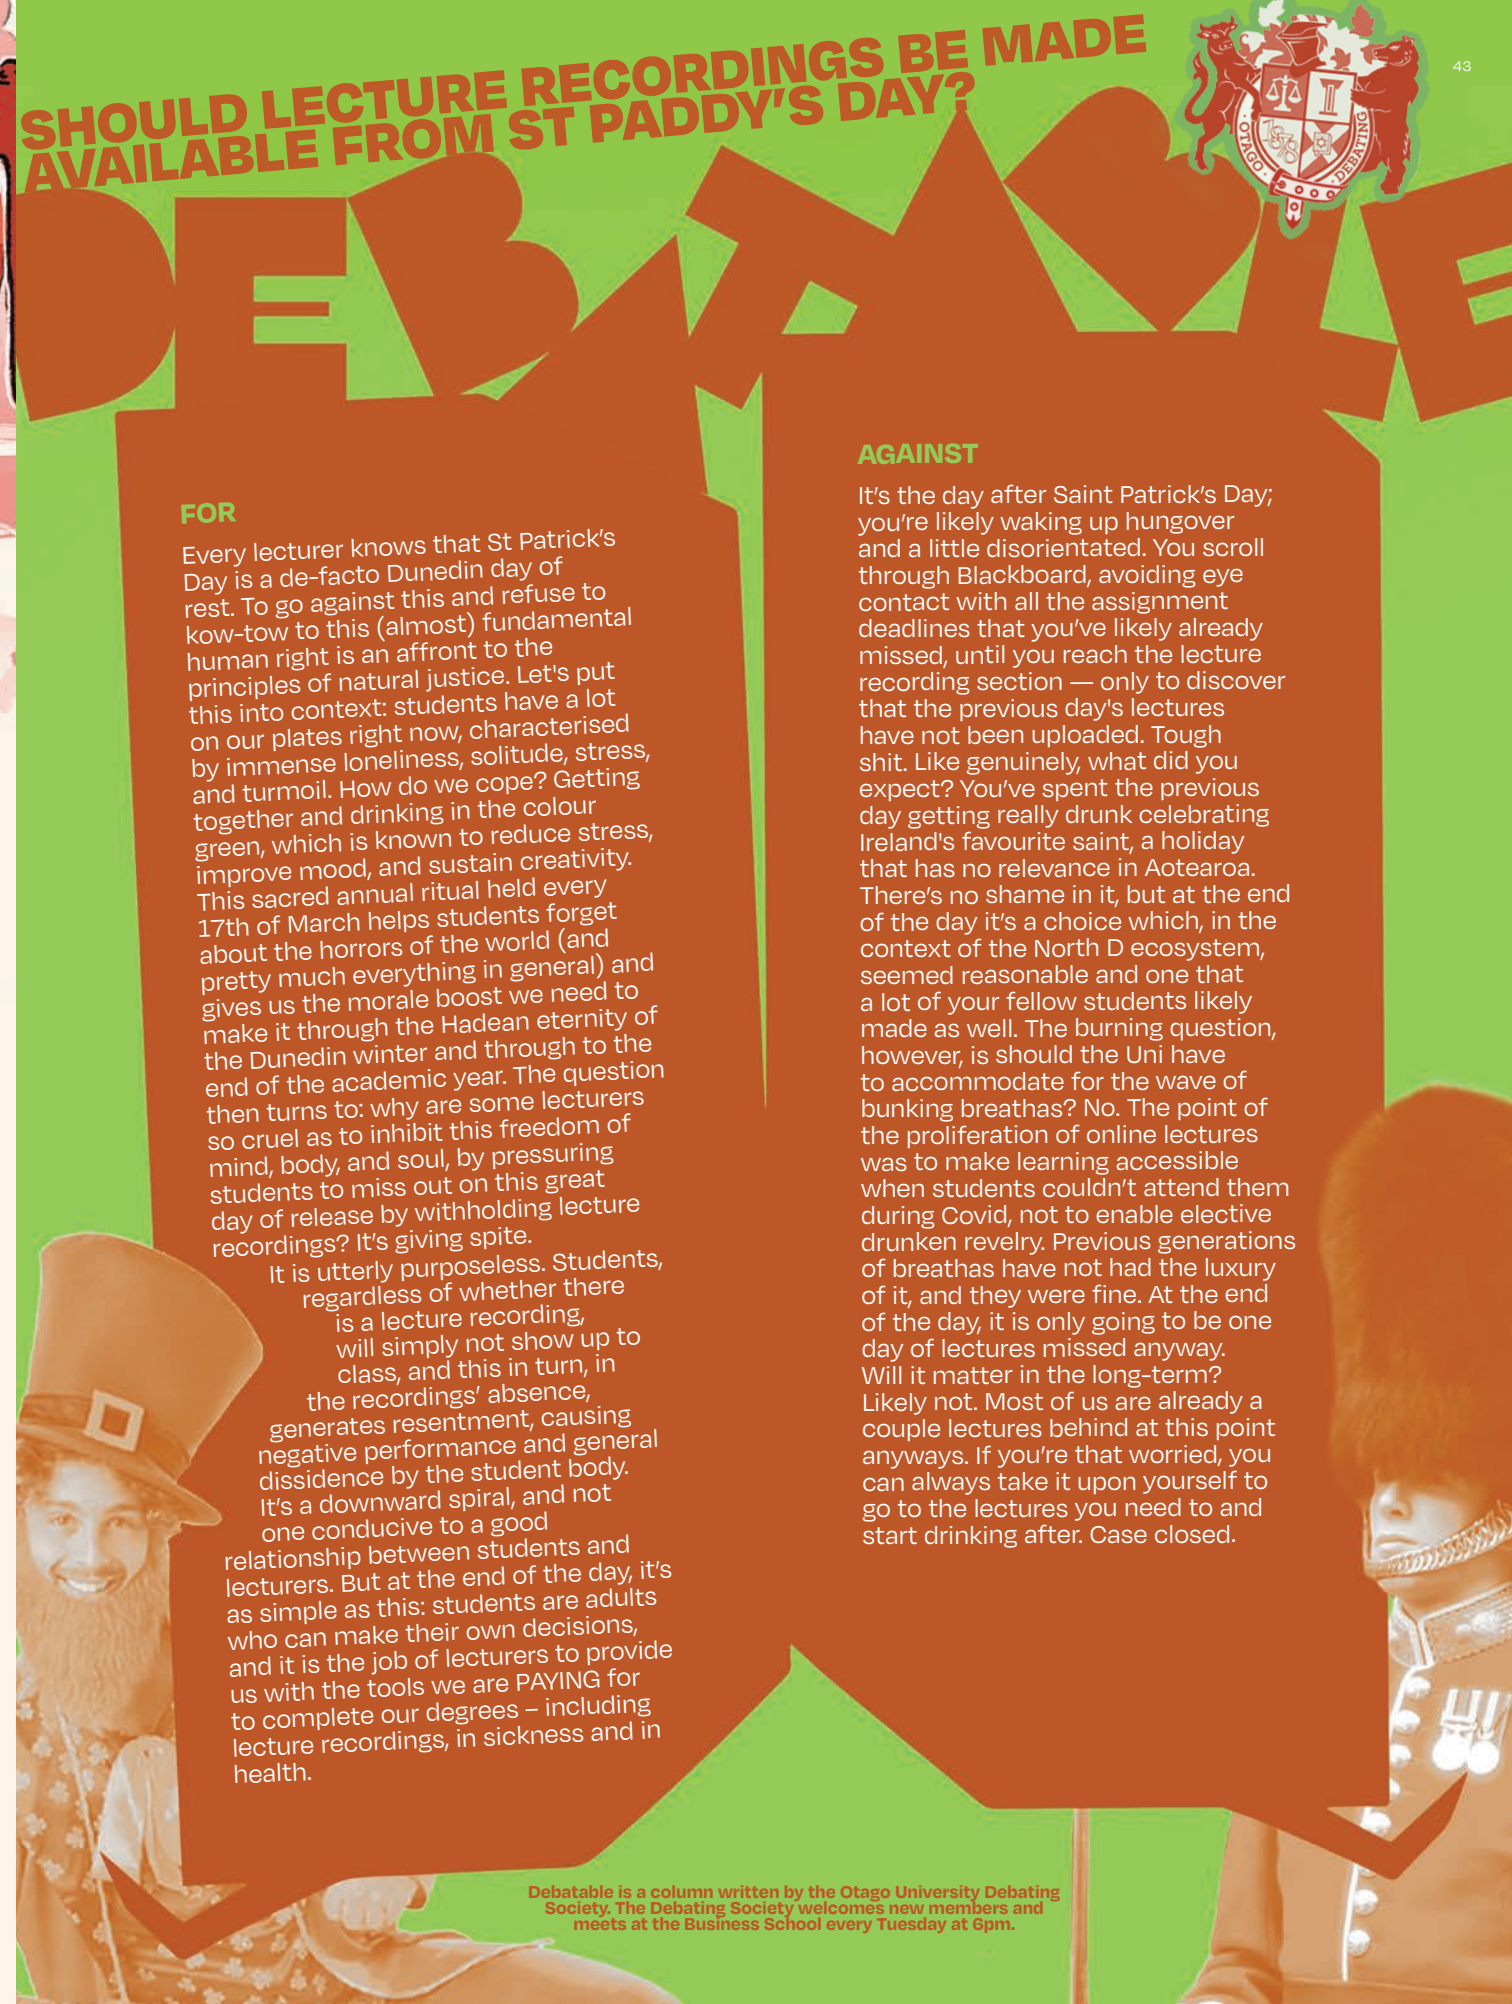 SHOULD LECTURE RECORDINGS BE MADE
AVAILABLE FROM ST PADDY'S DAY?
43
OTAGO · DEBATING
1878
DEBATABLE
FOR
Every lecturer knows that St Patrick's
Day is a de-facto Dunedin day of
rest. To go against this and refuse to
kow-tow to this (almost) fundamental
human right is an affront to the
principles of natural justice. Let's put
this into context: students have a lot
on our plates right now, characterised
by immense loneliness, solitude, stress,
and turmoil. How do we cope? Getting
together and drinking in the colour
green, which is known to reduce stress,
improve mood, and sustain creativity.
This sacred annual ritual held every
17th of March helps students forget
about the horrors of the world (and
pretty much everything in general) and
gives us the morale boost we need to
make it through the Hadean eternity of
the Dunedin winter and through to the
end of the academic year. The question
then turns to: why are some lecturers
so cruel as to inhibit this freedom of
mind, body, and soul, by pressuring
students to miss out on this great
day of release by withholding lecture
recordings? It's giving spite.
It is utterly purposeless. Students,
regardless of whether there
is a lecture recording,
will simply not show up to
class, and this in turn, in
the recordings' absence,
generates resentment, causing
negative performance and general
dissidence by the student body.
It's a downward spiral, and not
one conducive to a good
relationship between students and
lecturers. But at the end of the day, it's
as simple as this: students are adults
who can make their own decisions,
and it is the job of lecturers to provide
us with the tools we are PAYING for
to complete our degrees – including
lecture recordings, in sickness and in
health.
AGAINST
It's the day after Saint Patrick's Day;
you're likely waking up hungover
and a little disorientated. You scroll
through Blackboard, avoiding eye
contact with all the assignment
deadlines that you've likely already
missed, until you reach the lecture
recording section — only to discover
that the previous day's lectures
have not been uploaded. Tough
shit. Like genuinely, what did you
expect? You've spent the previous
day getting really drunk celebrating
Ireland's favourite saint, a holiday
that has no relevance in Aotearoa.
There's no shame in it, but at the end
of the day it's a choice which, in the
context of the North D ecosystem,
seemed reasonable and one that
a lot of your fellow students likely
made as well. The burning question,
however, is should the Uni have
to accommodate for the wave of
bunking breathas? No. The point of
the proliferation of online lectures
was to make learning accessible
when students couldn't attend them
during Covid, not to enable elective
drunken revelry. Previous generations
of breathas have not had the luxury
of it, and they were fine. At the end
of the day, it is only going to be one
day of lectures missed anyway.
Will it matter in the long-term?
Likely not. Most of us are already a
couple lectures behind at this point
anyways. If you're that worried, you
can always take it upon yourself to
go to the lectures you need to and
start drinking after. Case closed.
Debatable is a column written by the Otago University Debating
Society. The Debating Society welcomes new members and
meets at the Business School every Tuesday at 6pm.